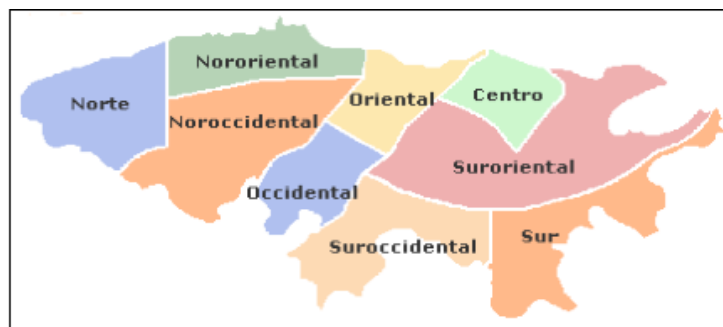 Nororiental
Norte
Oriental
Centro
Noroccidental
Suroriental
Occidental
Suroccidental
Sur